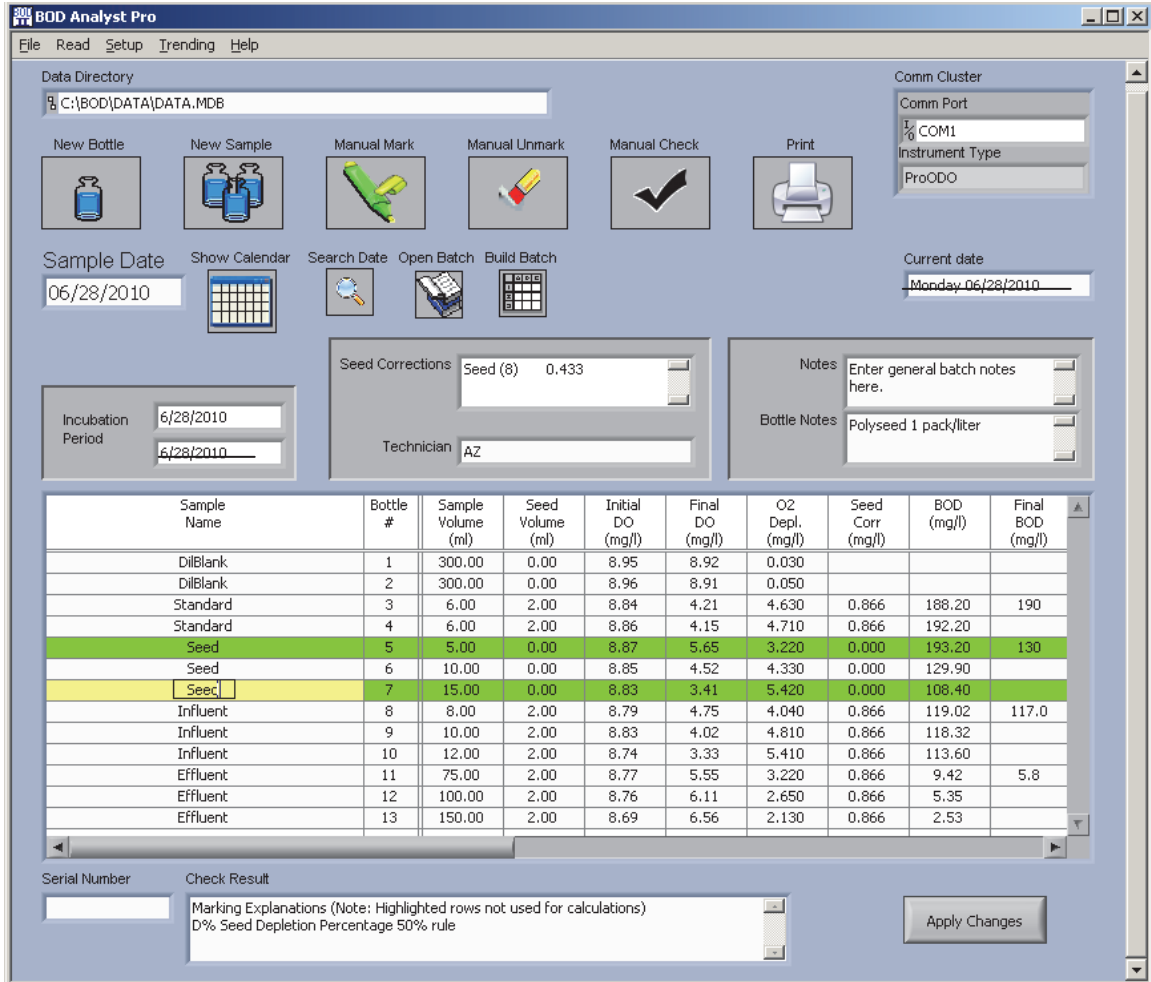 BOD Analyst Pro
File Read Setup Trending Help
Data Directory
C:\BOD\DATA\DATA.MDB
Comm Cluster
Comm Port
COM1
Instrument Type
ProODO
New Bottle New Sample Manual Mark Manual Unmark Manual Check Print
Sample Date
06/28/2010
Show Calendar Search Date Open Batch Build Batch
Current date
Monday 06/28/2010
Incubation
Period
6/28/2010
6/28/2010
Seed Corrections Seed (8) 0.433
Technician AZ
Notes Enter general batch notes
here.
Bottle Notes Polyseed 1 pack/liter
Sample Bottle Sample Seed Initial Final O2 Seed BOD Final
Name # Volume Volume DO DO Depl. Corr (mg/l) BOD
(ml) (ml) (mg/l) (mg/l) (mg/l) (mg/l) (mg/l)
DilBlank 1 300.00 0.00 8.95 8.92 0.030
DilBlank 2 300.00 0.00 8.96 8.91 0.050
Standard 3 6.00 2.00 8.84 4.21 4.630 0.866 188.20 190
Standard 4 6.00 2.00 8.86 4.15 4.710 0.866 192.20
Seed 5 5.00 0.00 8.87 5.65 3.220 0.000 193.20 130
Seed 6 10.00 0.00 8.85 4.52 4.330 0.000 129.90
Seed 7 15.00 0.00 8.83 3.41 5.420 0.000 108.40
Influent 8 8.00 2.00 8.79 4.75 4.040 0.866 119.02 117.0
Influent 9 10.00 2.00 8.83 4.02 4.810 0.866 118.32
Influent 10 12.00 2.00 8.74 3.33 5.410 0.866 113.60
Effluent 11 75.00 2.00 8.77 5.55 3.220 0.866 9.42 5.8
Effluent 12 100.00 2.00 8.76 6.11 2.650 0.866 5.35
Effluent 13 150.00 2.00 8.69 6.56 2.130 0.866 2.53
Serial Number
Check Result
Marking Explanations (Note: Highlighted rows not used for calculations)
D% Seed Depletion Percentage 50% rule
Apply Changes